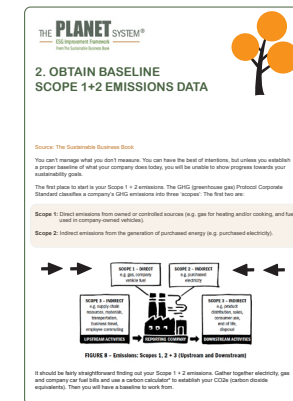 THE PLANET SYSTEM®
ESG Improvement Framework
From The Sustainable Business Book
2. OBTAIN BASELINE
SCOPE 1+2 EMISSIONS DATA
Source: The Sustainable Business Book
You can't manage what you don't measure. You can have the best of intentions, but unless you establish
a proper baseline of what your company does today, you will be unable to show progress towards your
sustainability goals.
The first place to start is your Scope 1 + 2 emissions. The GHG (greenhouse gas) Protocol Corporate
Standard classifies a company's GHG emissions into three 'scopes'. The first two are:
Scope 1: Direct emissions from owned or controlled sources (e.g. gas for heating and/or cooking, and fue
used in company-owned vehicles).
Scope 2: Indirect emissions from the generation of purchased energy (e.g. purchased electricity).
SCOPE 1 - DIRECT
e.g. gas, company
vehicle fuel
SCOPE 2 - INDIRECT
e.g. purchased
electricity
SCOPE 3 - INDIRECT
e.g. supply chain
resources, materials,
transportation,
business travel,
employee commuting
SCOPE 3 - INDIRECT
e.g. product
distribution, sales,
consumer use,
end of life,
disposal
UPSTREAM ACTIVITIES
REPORTING COMPANY
DOWNSTREAM ACTIVITIES
FIGURE 8 – Emissions: Scopes 1, 2 + 3 (Upstream and Downstream)
It should be fairly straightforward finding out your Scope 1 + 2 emissions. Gather together electricity, gas
and company car fuel bills and use a carbon calculator* to establish your CO2e (carbon dioxide
equivalents). Then you will have a baseline to work from.